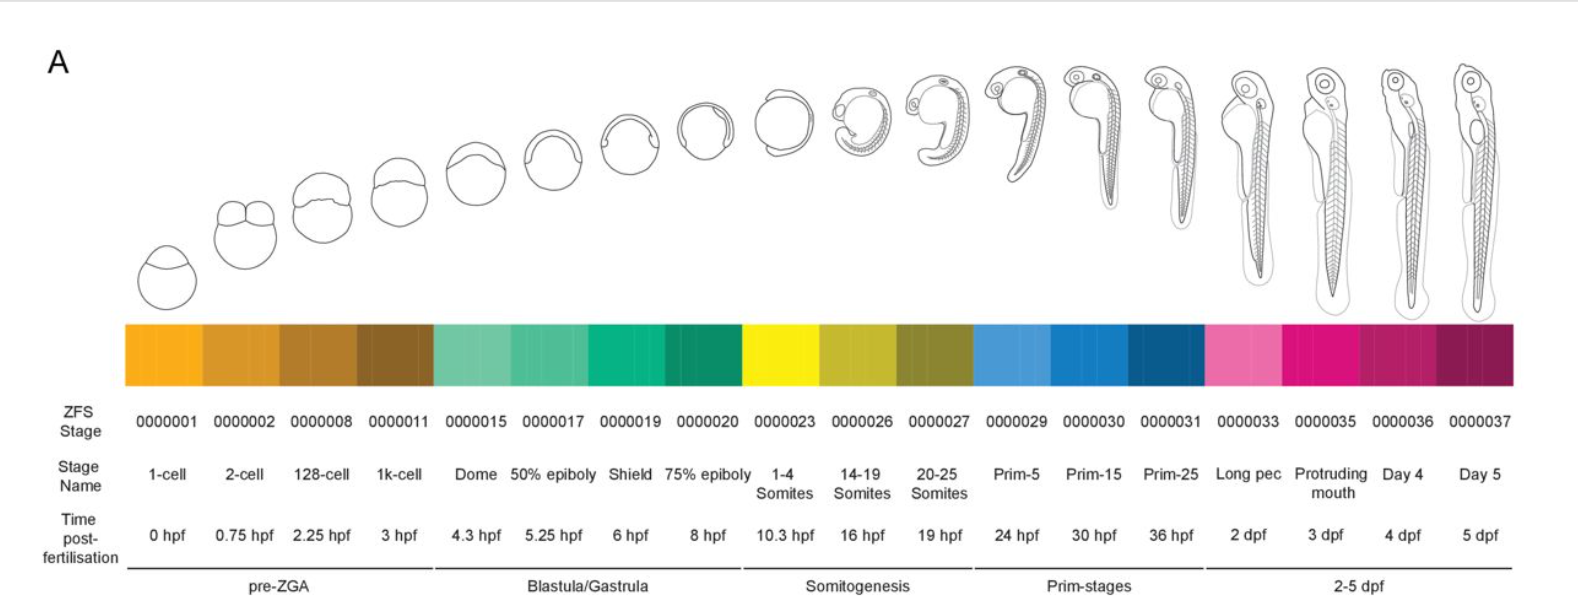 A
ZFS
Stage
0000001 0000002 0000008 0000011 0000015 0000017 0000019 0000020 0000023 0000026 0000027 0000029 0000030 0000031 0000033 0000035 0000036 0000037
Stage
Name
1-cell 2-cell 128-cell 1k-cell Dome 50% epiboly Shield 75% epiboly 1-4 14-19 20-25 Prim-5 Prim-15 Prim-25 Long pec Protruding Day 4 Day 5
Somites Somites Somites mouth
Time
post-
fertilisation
0 hpf 0.75 hpf 2.25 hpf 3 hpf 4.3 hpf 5.25 hpf 6 hpf 8 hpf 10.3 hpf 16 hpf 19 hpf 24 hpf 30 hpf 36 hpf 2 dpf 3 dpf 4 dpf 5 dpf
pre-ZGA Blastula/Gastrula Somitogenesis Prim-stages 2-5 dpf